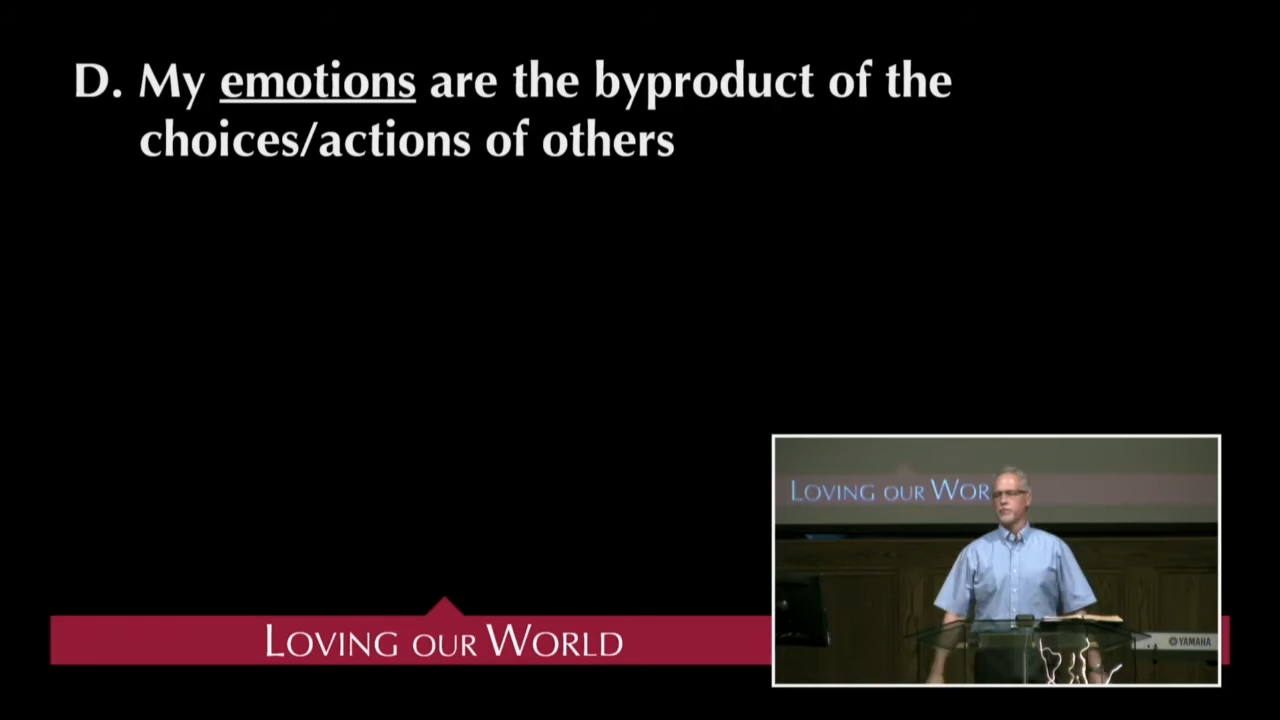 D. My emotions are the byproduct of the
choices/actions of others
LOVING OUR WOR
YAMAHA
LOVING OUR WORLD